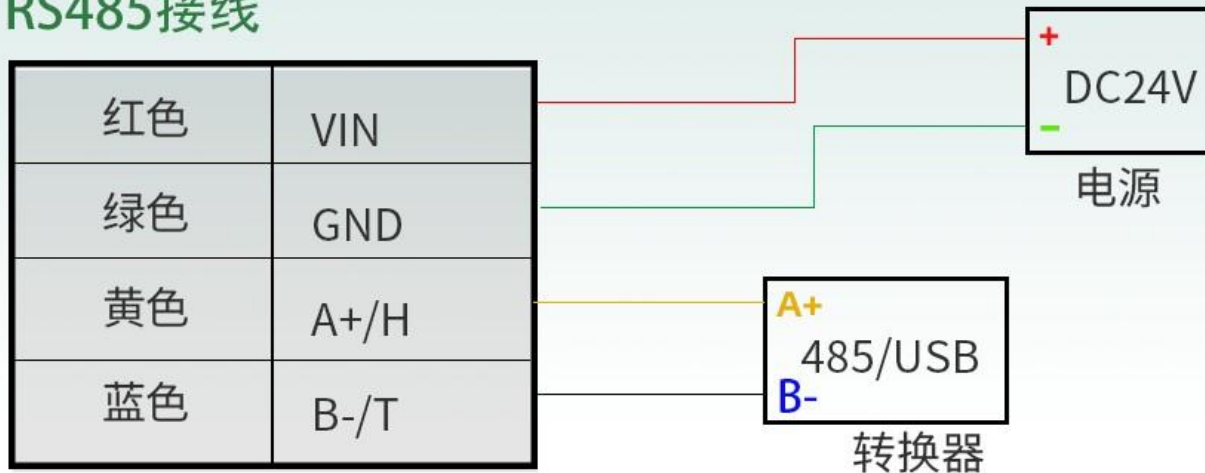 RS485接线
红色 VIN
绿色 GND
黄色 A+/H
蓝色 B-/T
+
DC24V
-
电源
A+
485/USB
B-
转换器